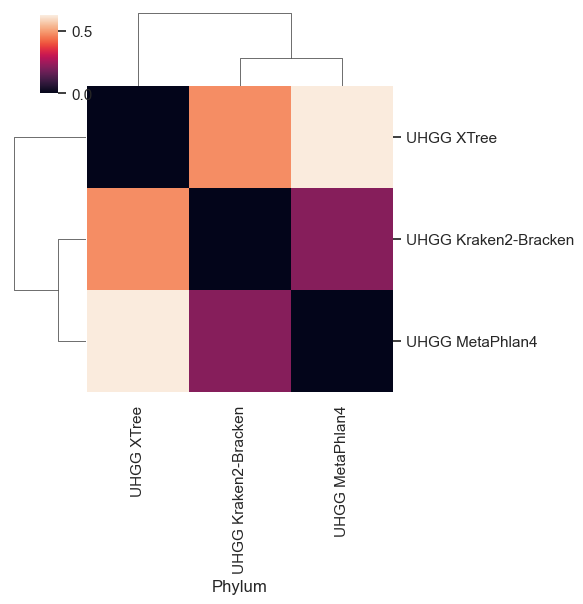 0.5
0.0
UHGG XTree
UHGG Kraken2-Bracken
UHGG MetaPhlan4
UHGG XTree
UHGG Kraken2-Bracken
UHGG MetaPhlan4
Phylum